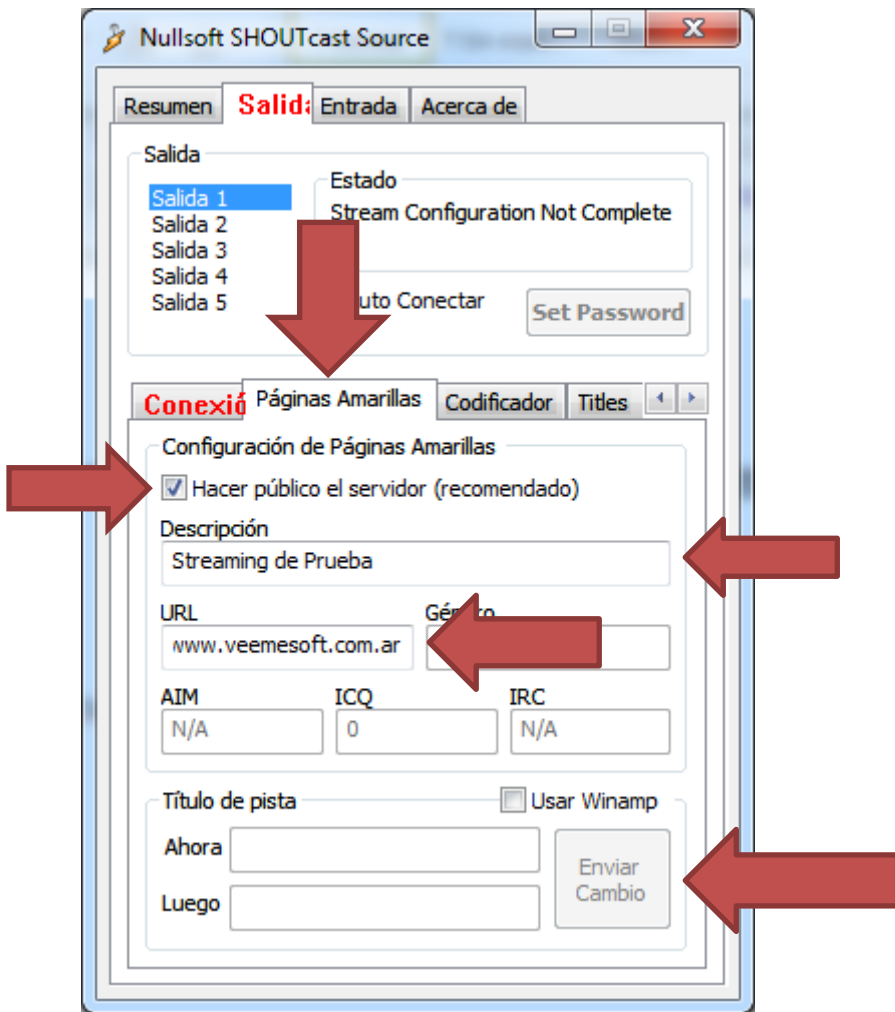 Nullsoft SHOUTcast Source
Resumen Salida Entrada Acerca de
Salida
Salida 1
Salida 2
Salida 3
Salida 4
Salida 5
Estado
Stream Configuration Not Complete
uto Conectar
Set Password
Conexió Páginas Amarillas Codificador Titles
Configuración de Páginas Amarillas
Hacer público el servidor (recomendado)
Descripción
Streaming de Prueba
URL
www.veemesoft.com.ar
AIM ICQ IRC
N/A 0 N/A
Título de pista Usar Winamp
Ahora
Luego
Enviar
Cambio